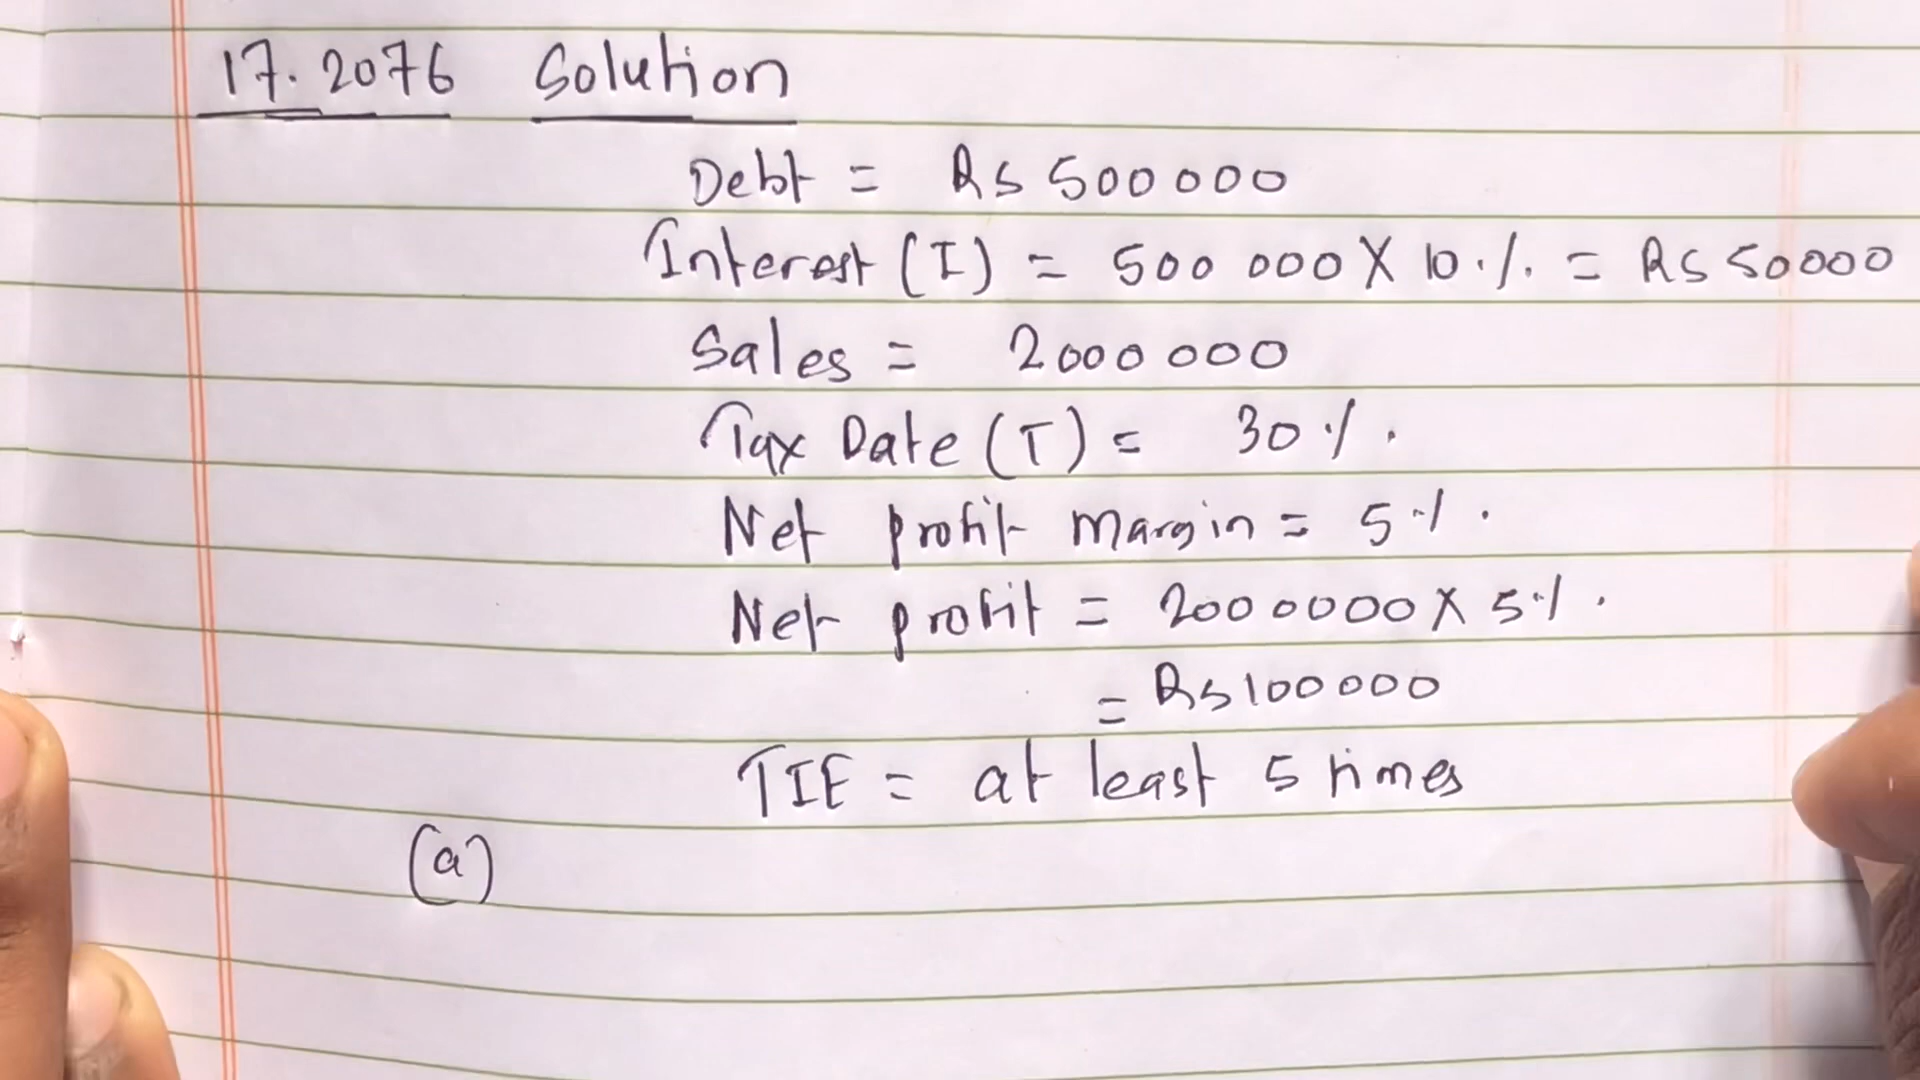 17. 2076 Solution
Debt = Rs 500000
Interest (I) = 500 000 X 10 % = Rs 50000
Sales = 2000 000
Tax Date (T) = 30 %.
Net profit margin = 5 %.
Net profit = 2000000 X 5 %.
= Rs 100000
TIE = at least 5 times
(a)